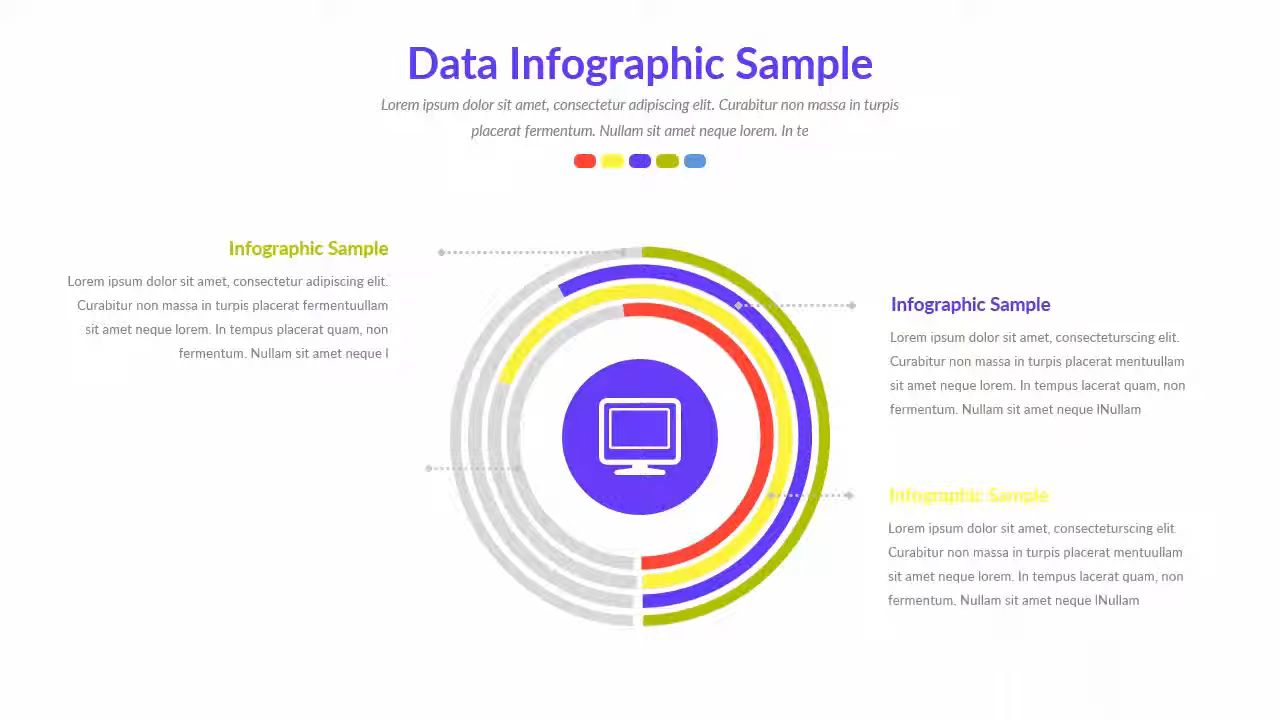 Data Infographic Sample
Lorem ipsum dolor sit amet, consectetur adipiscing elit. Curabitur non massa in turpis
placerat fermentum. Nullam sit amet neque lorem. In te
Infographic Sample
Lorem ipsum dolor sit amet, consectetur adipiscing elit.
Curabitur non massa in turpis placerat fermentuullam
sit amet neque lorem. In tempus placerat quam, non
fermentum. Nullam sit amet neque l
Infographic Sample
Lorem ipsum dolor sit amet, consecteturscing elit.
Curabitur non massa in turpis placerat mentuullam
sit amet neque lorem. In tempus lacerat quam, non
fermentum. Nullam sit amet neque lNullam
Infographic Sample
Lorem ipsum dolor sit amet, consecteturscing elit
Curabitur non massa in turpis placerat mentuullam
sit amet neque lorem. In tempus lacerat quam, non
fermentum. Nullam sit amet neque lNullam